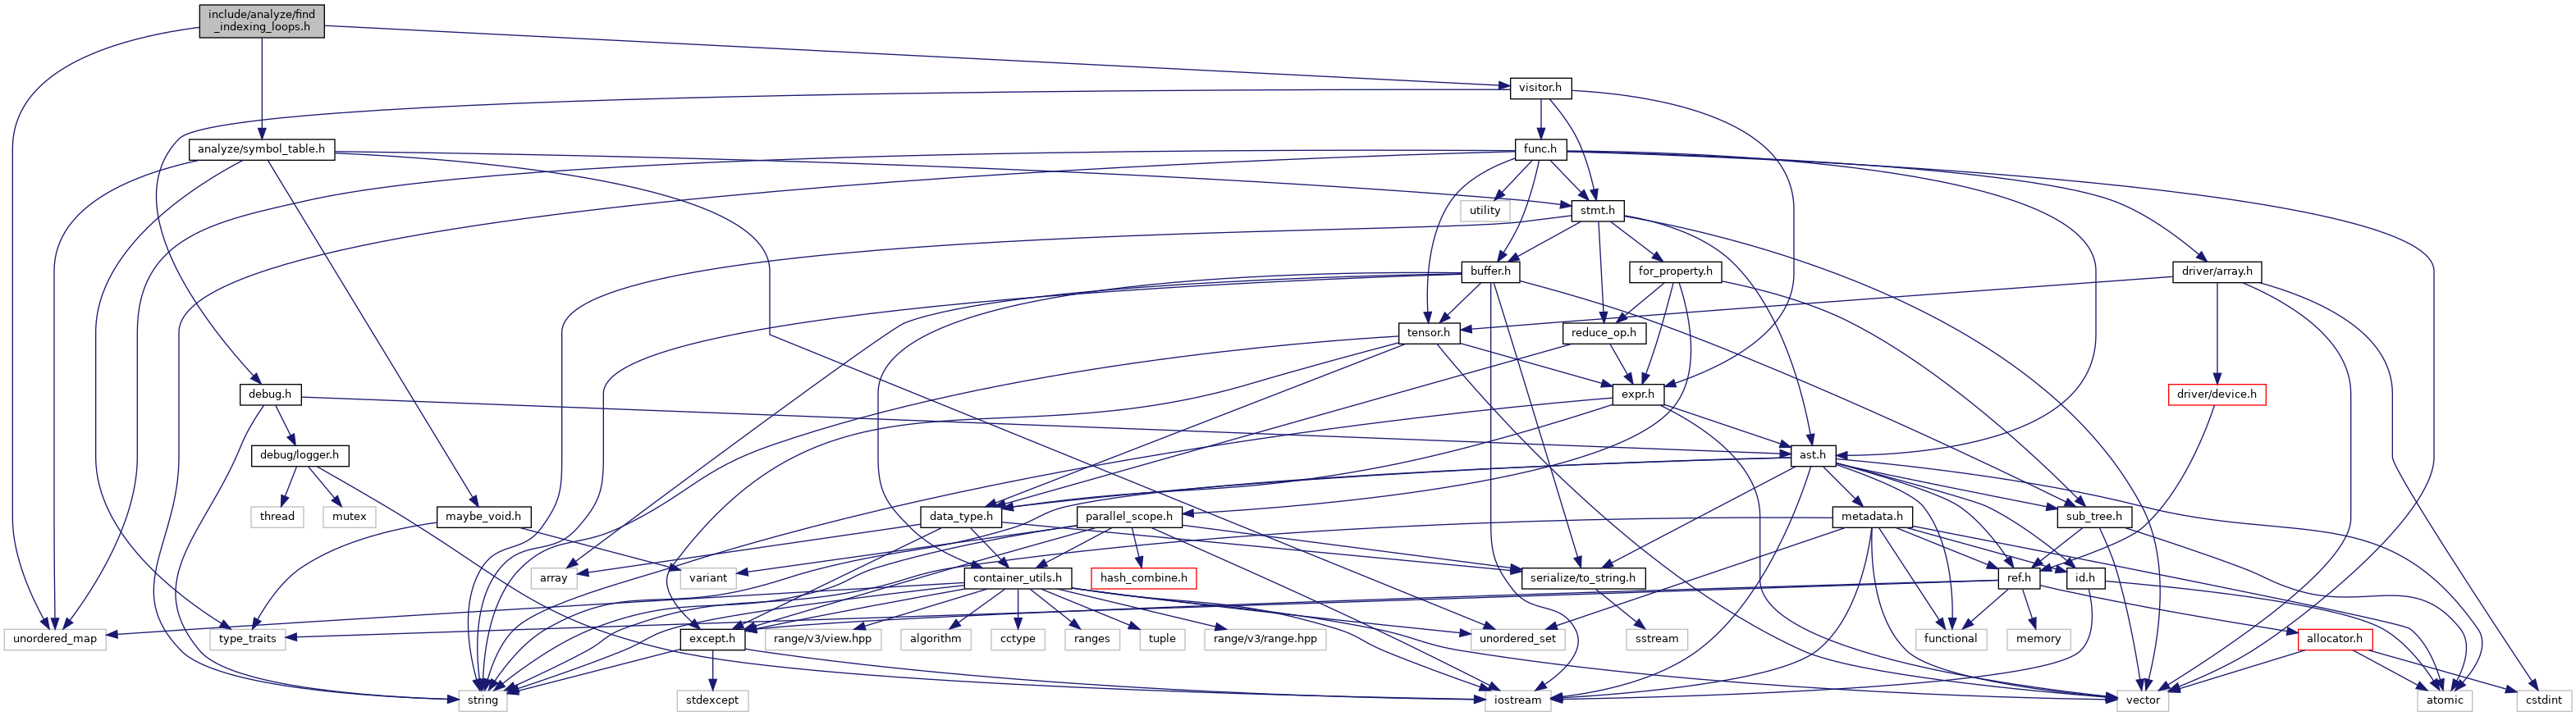 include/analyze/find
_indexing_loops.h
visitor.h
analyze/symbol_table.h
func.h
utility
stmt.h
buffer.h
for_property.h
driver/array.h
tensor.h
reduce_op.h
debug.h
expr.h
driver/device.h
debug/logger.h
ast.h
thread
mutex
maybe_void.h
data_type.h
parallel_scope.h
metadata.h
sub_tree.h
array
variant
container_utils.h
hash_combine.h
serialize/to_string.h
ref.h
id.h
unordered_map
type_traits
except.h
range/v3/view.hpp
algorithm
cctype
ranges
tuple
range/v3/range.hpp
unordered_set
sstream
functional
memory
allocator.h
string
stdexcept
iostream
vector
atomic
cstdint